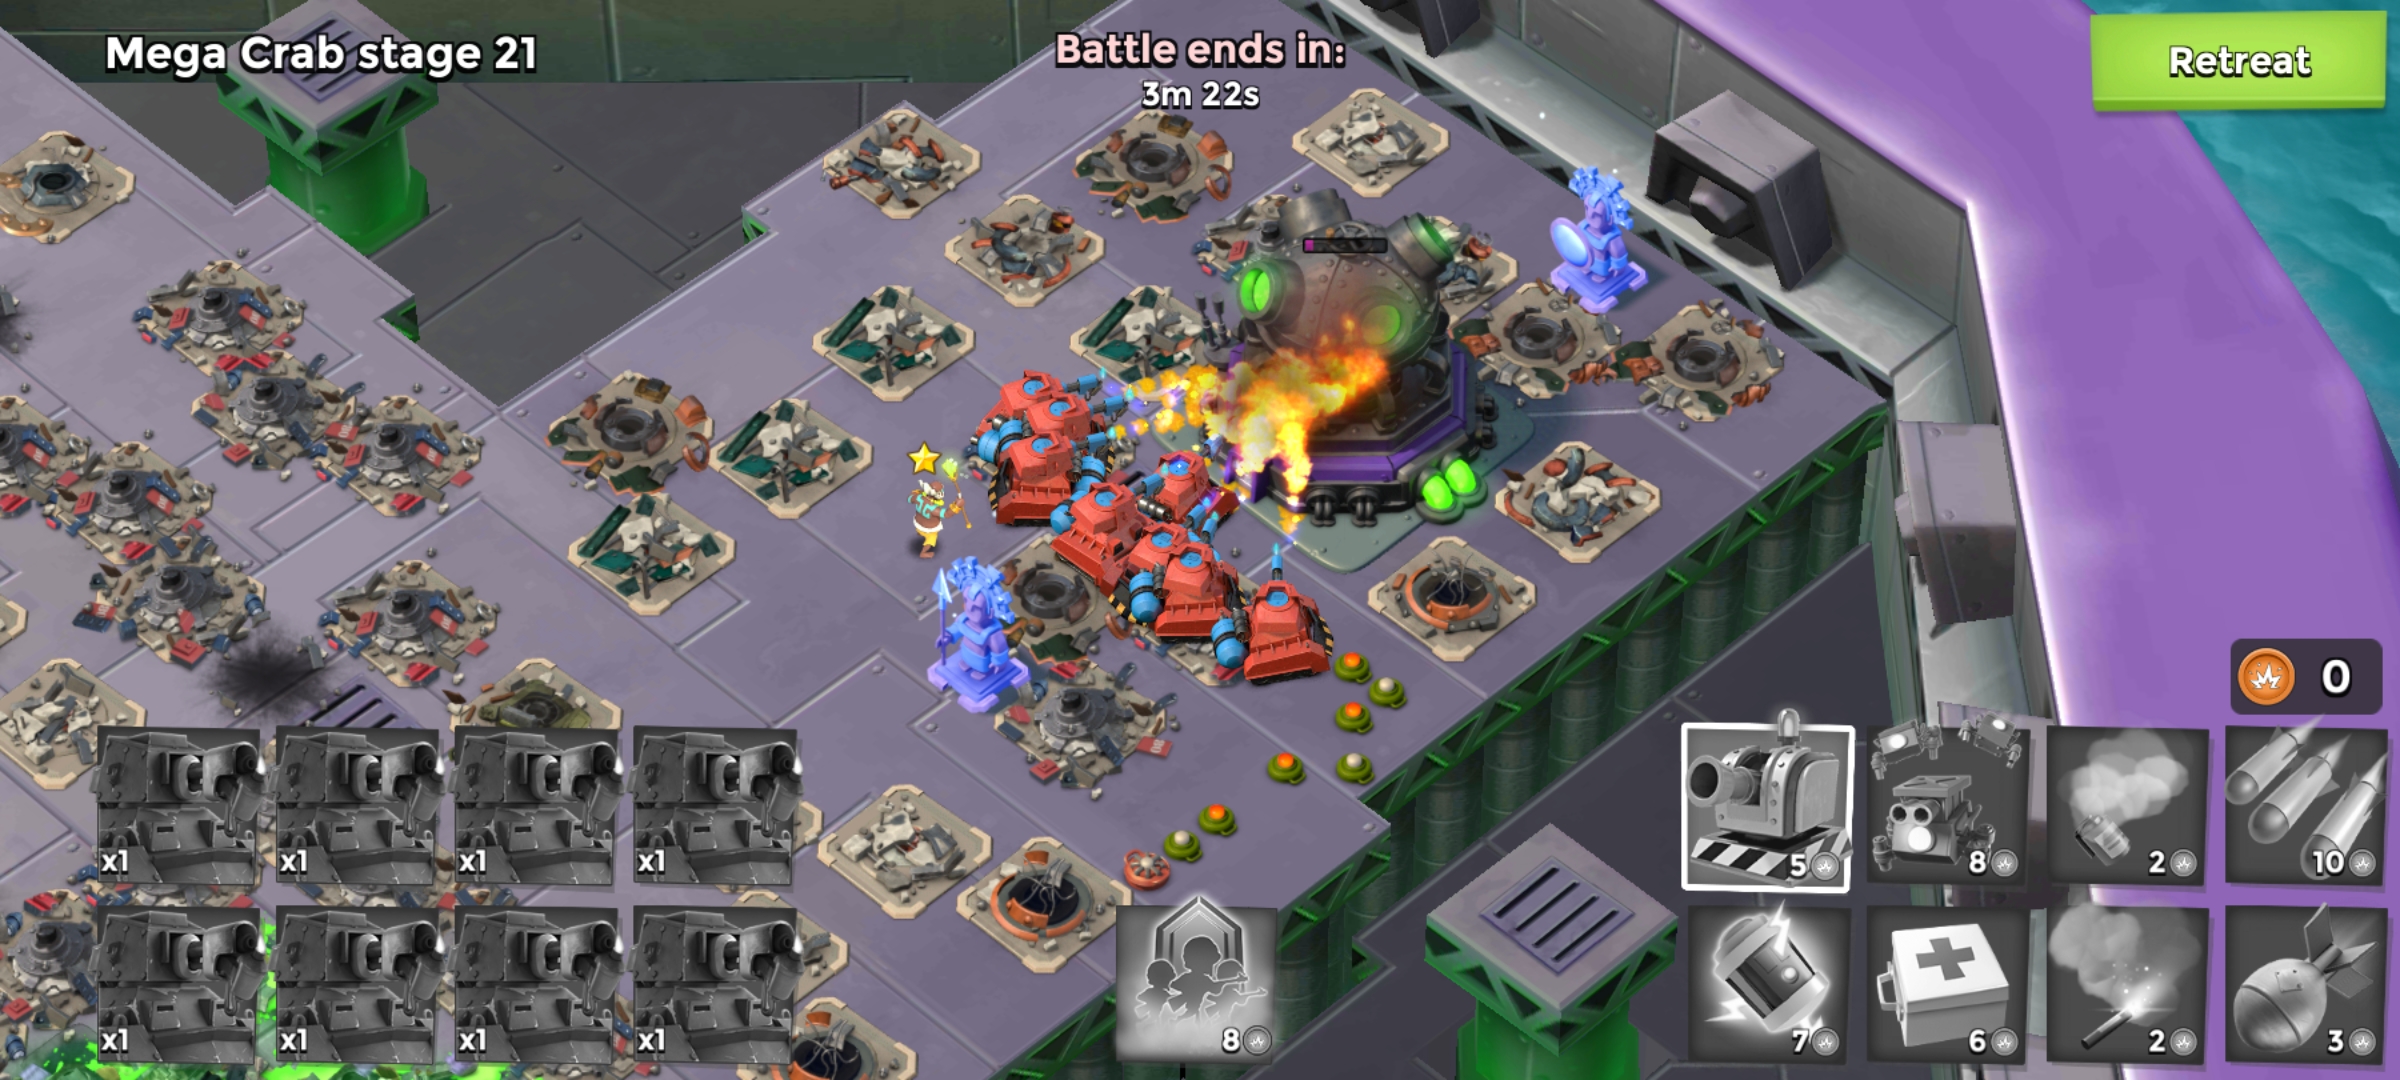 Mega Crab stage 21
Battle ends in:
3m 22s
Retreat
0
x1
x1
x1
x1
5
8
2
10
x1
x1
x1
x1
8
7
6
2
3